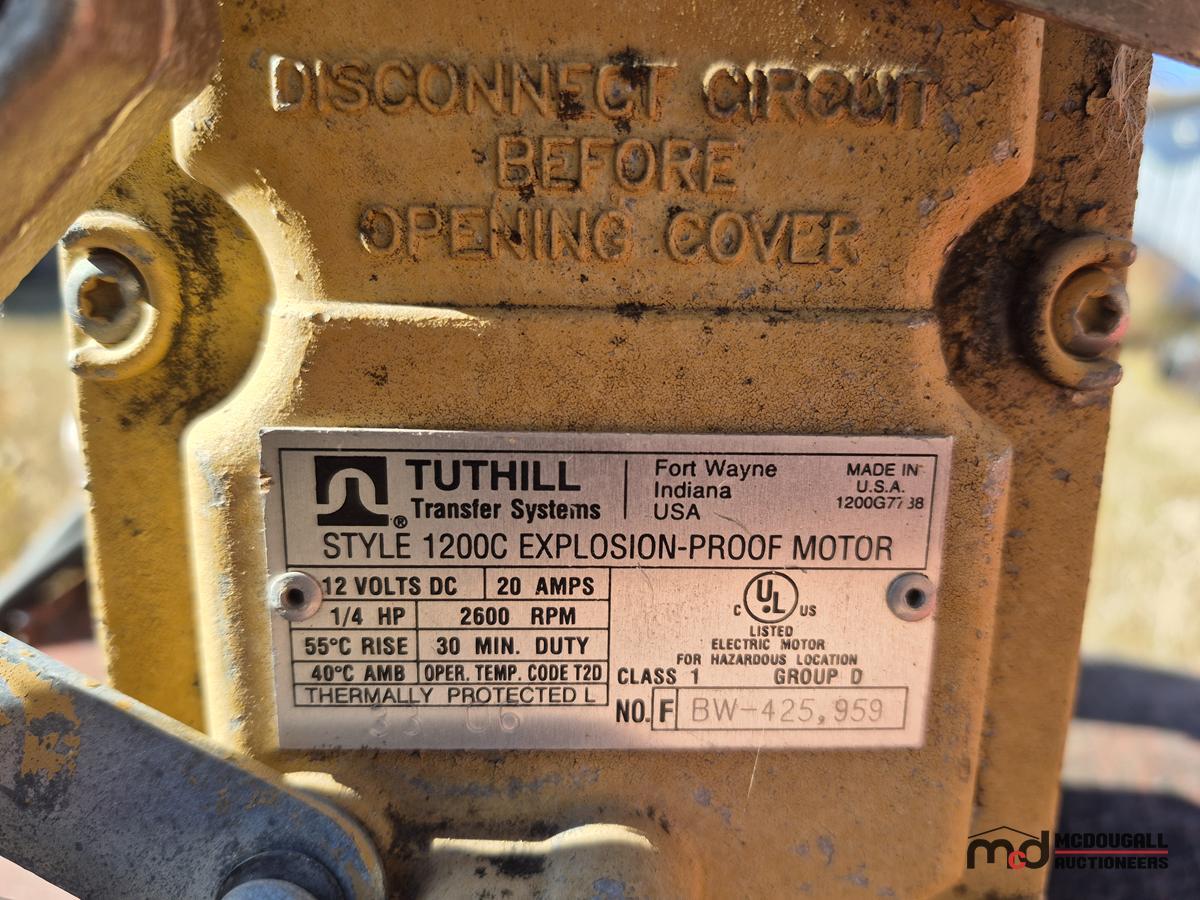 DISCONNECT CIRCUIT
BEFORE
OPENING COVER
TUTHILL
Transfer Systems
®
Fort Wayne
Indiana
USA
MADE IN
U.S.A.
STYLE 1200C EXPLOSION-PROOF MOTOR
12 VOLTS DC 20 AMPS
1/4 HP 2600 RPM
55°C RISE 30 MIN. DUTY
40°C AMB OPER. TEMP. CODE T2D
THERMALLY PROTECTED L
C UL US
LISTED
ELECTRIC MOTOR
FOR HAZARDOUS LOCATION
CLASS 1 GROUP D
NO. F BW-425,959
mcd MCDOUGALL
AUCTIONEERS